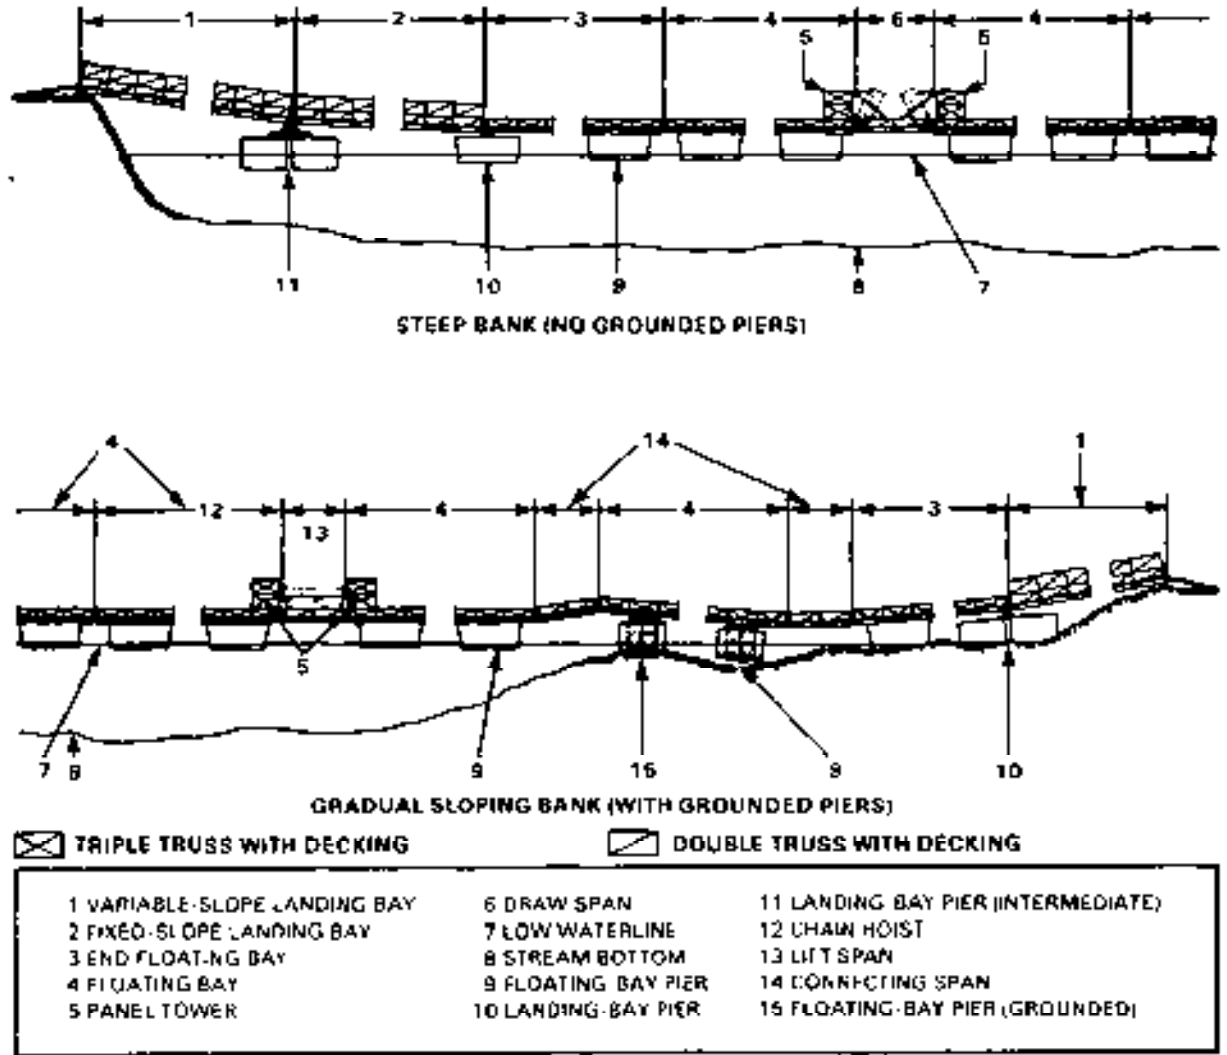 1 2 3 4 6 4
5 5
11 10 9 8 7
STEEP BANK (NO GROUNDED PIERS)
4 14 1
12 4 4 3
13
5
7 8 9 15 9 10
GRADUAL SLOPING BANK (WITH GROUNDED PIERS)
TRIPLE TRUSS WITH DECKING DOUBLE TRUSS WITH DECKING
1 VARIABLE-SLOPE LANDING BAY 6 DRAW SPAN 11 LANDING-BAY PIER (INTERMEDIATE)
2 FIXED-SLOPE LANDING BAY 7 LOW WATERLINE 12 CHAIN HOIST
3 END FLOATING BAY 8 STREAM BOTTOM 13 LIFT SPAN
4 FLOATING BAY 9 FLOATING-BAY PIER 14 CONNECTING SPAN
5 PANEL TOWER 10 LANDING-BAY PIER 15 FLOATING-BAY PIER (GROUNDED)